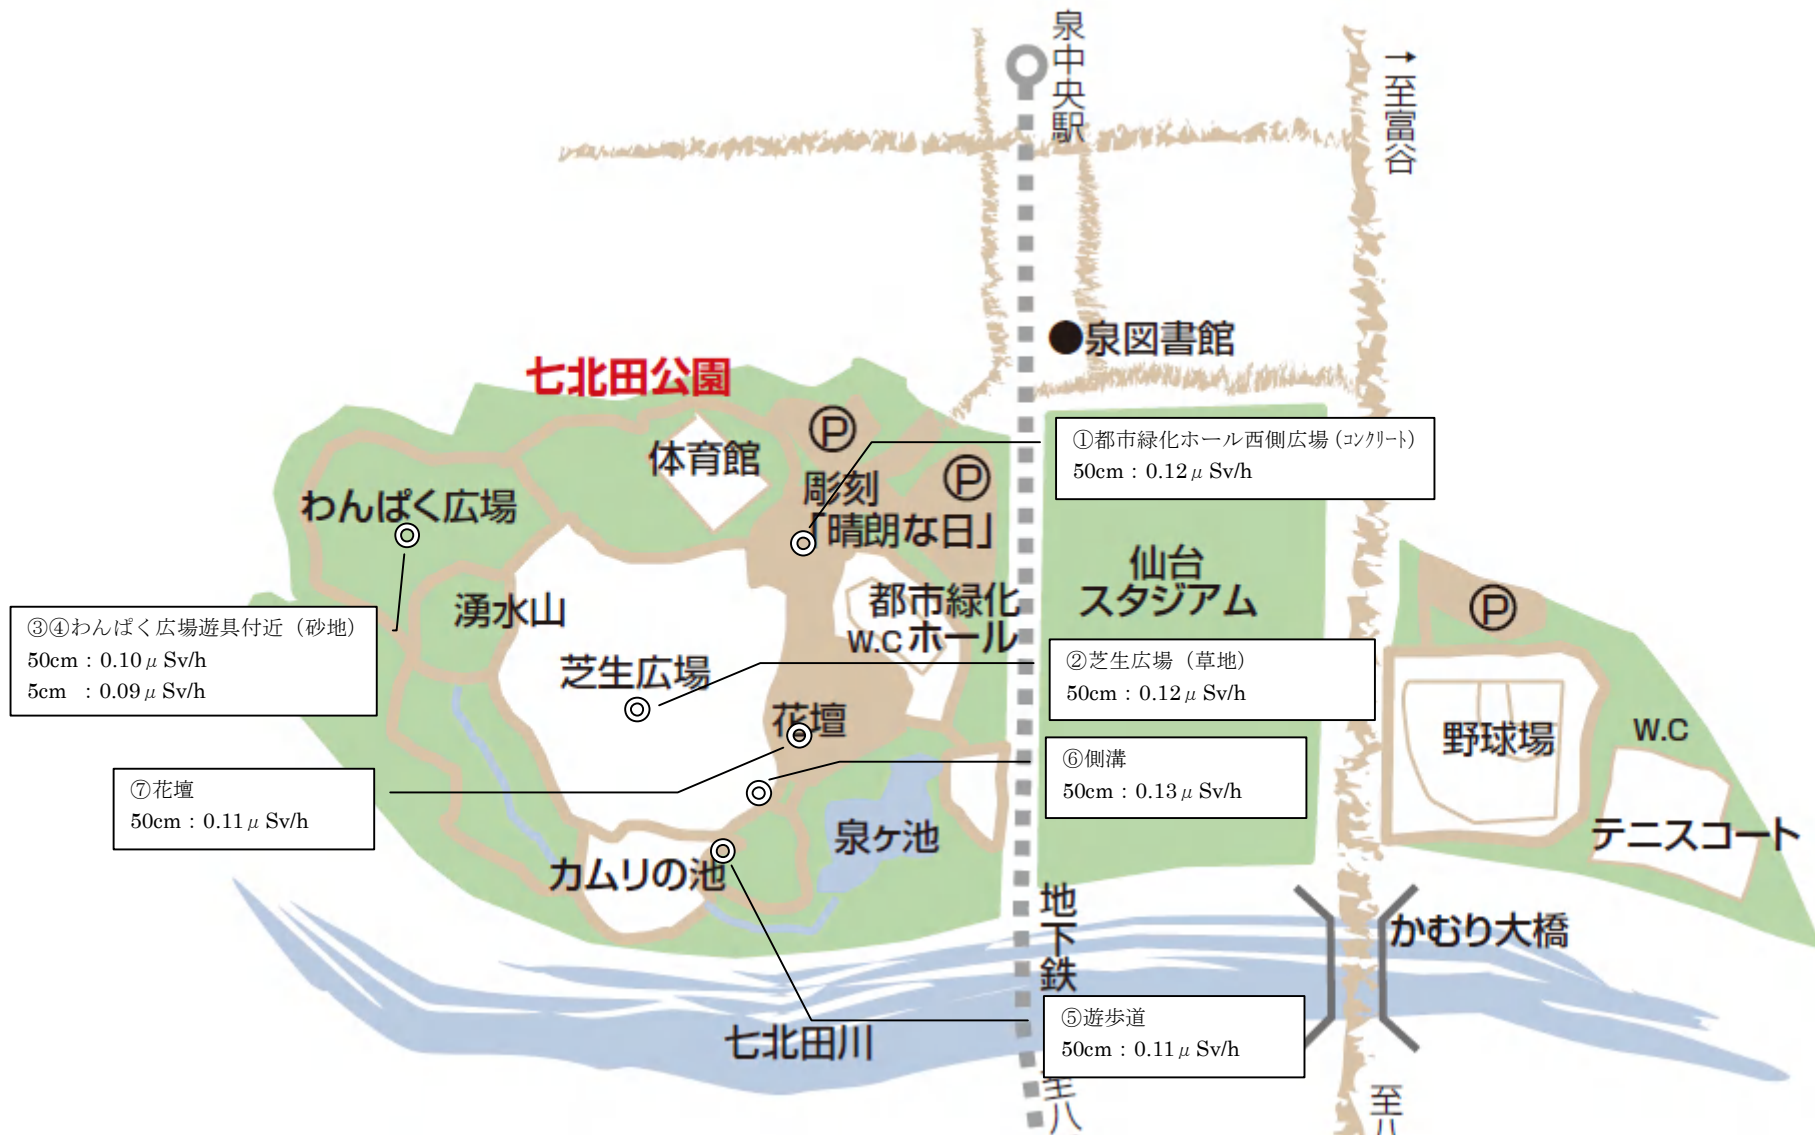 泉中央駅
→至富谷
●泉図書館
七北田公園
Ⓟ
体育館
①都市緑化ホール西側広場(コンクリート)
50cm：0.12μSv/h
彫刻
「晴朗な日」
Ⓟ
わんぱく広場
仙台
スタジアム
都市緑化
ホール
W.C
湧水山
Ⓟ
③④わんぱく広場遊具付近（砂地）
50cm：0.10μSv/h
5cm ：0.09μSv/h
芝生広場
②芝生広場（草地）
50cm：0.12μSv/h
花壇
野球場
W.C
⑥側溝
50cm：0.13μSv/h
⑦花壇
50cm：0.11μSv/h
泉ヶ池
テニスコート
カムリの池
地下鉄
かむり大橋
七北田川
⑤遊歩道
50cm：0.11μSv/h
至八
至八